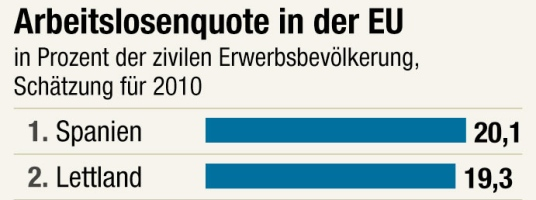 Arbeitslosenquote in der EU
in Prozent der zivilen Erwerbsbevölkerung,
Schätzung für 2010
1. Spanien 20,1
2. Lettland 19,3